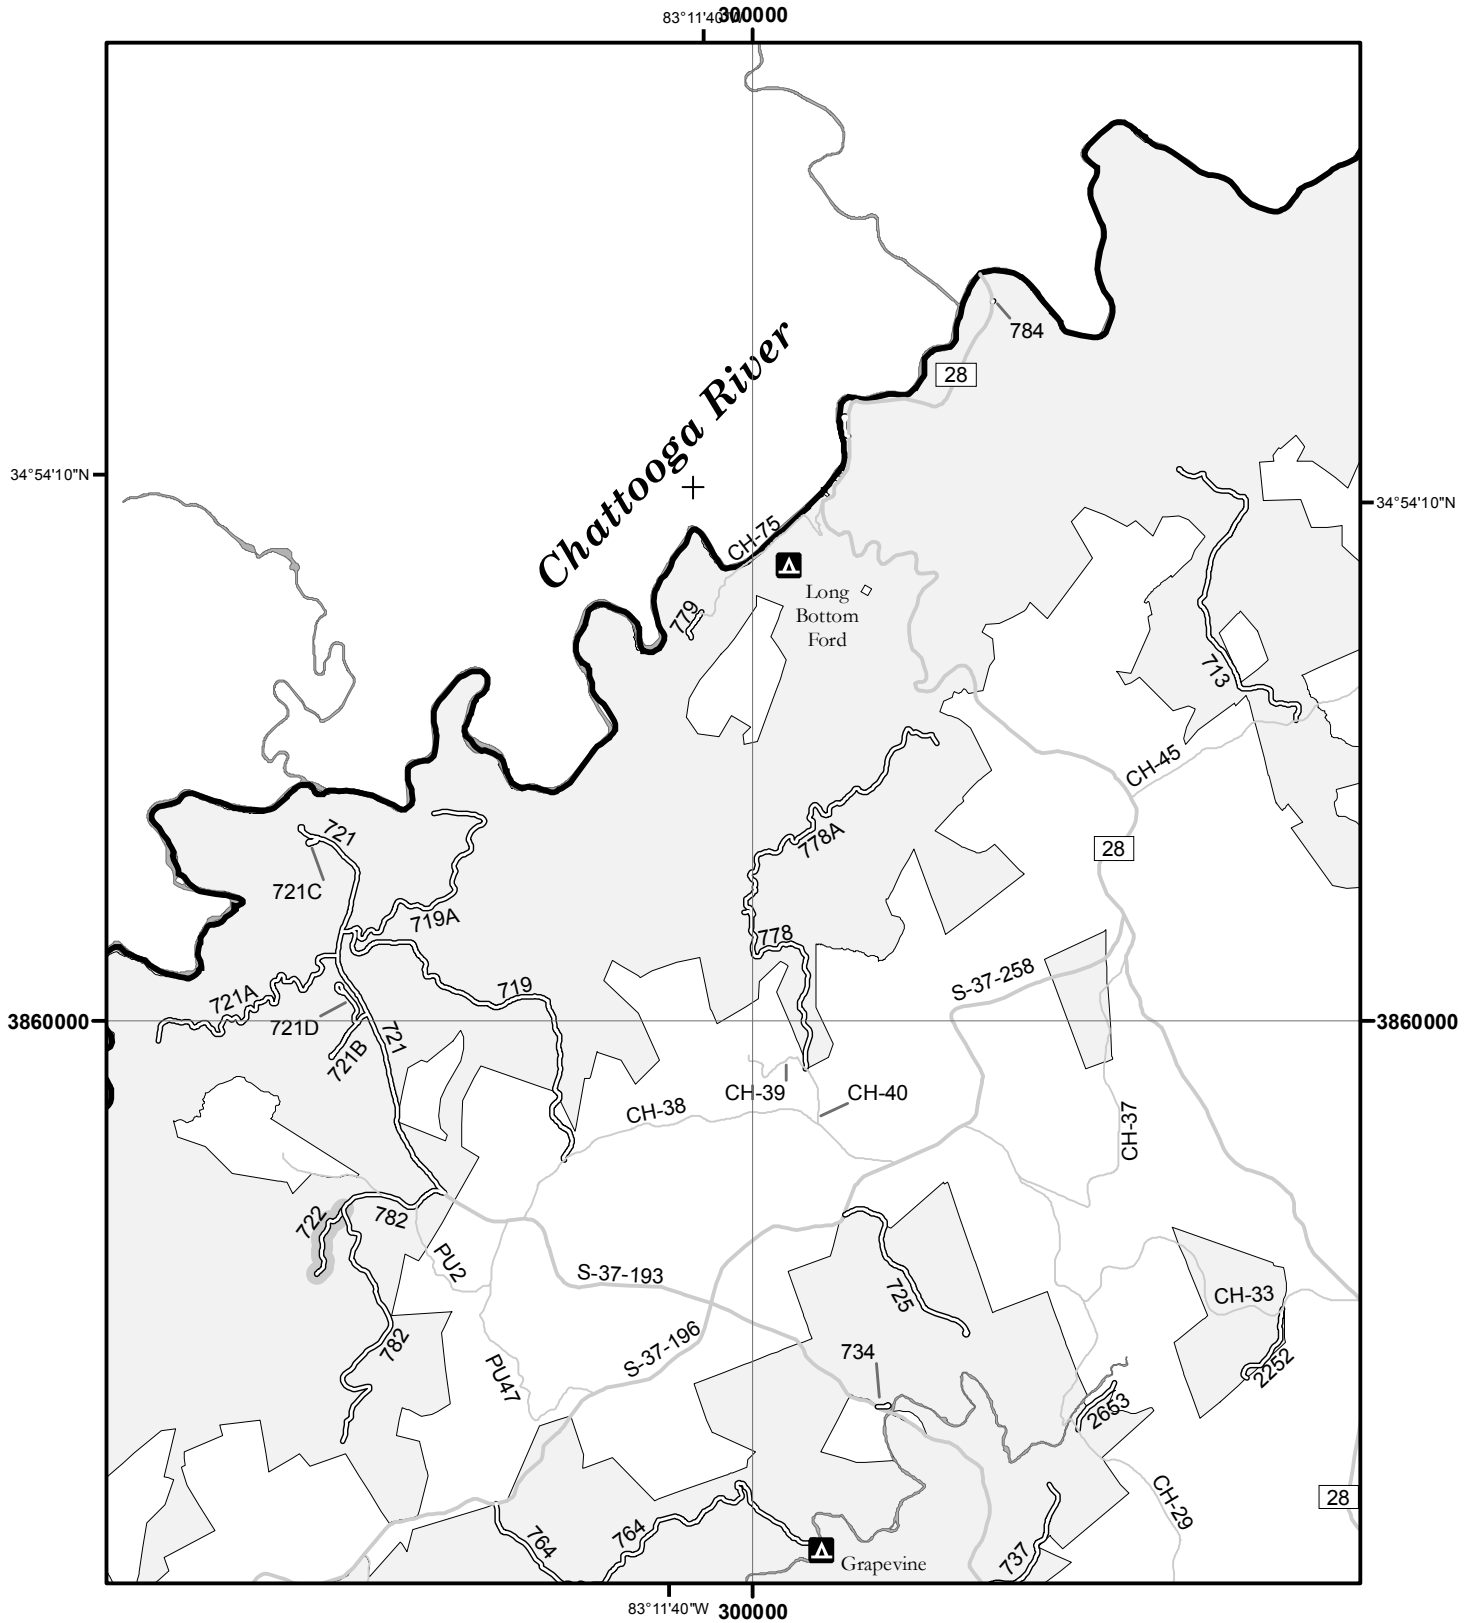 83°11'40"W
300000
784
28
Chattooga River
34°54'10"N
34°54'10"N
CH-75
Long
Bottom
Ford
779
713
CH-45
721
778A
28
721C
719A
778
S-37-258
721A
719
3860000
3860000
721D
721
721B
CH-39
CH-40
CH-38
CH-37
722
782
PU2
S-37-193
725
CH-33
782
S-37-196
734
PU47
2252
2653
28
CH-29
764
764
737
Grapevine
83°11'40"W
300000